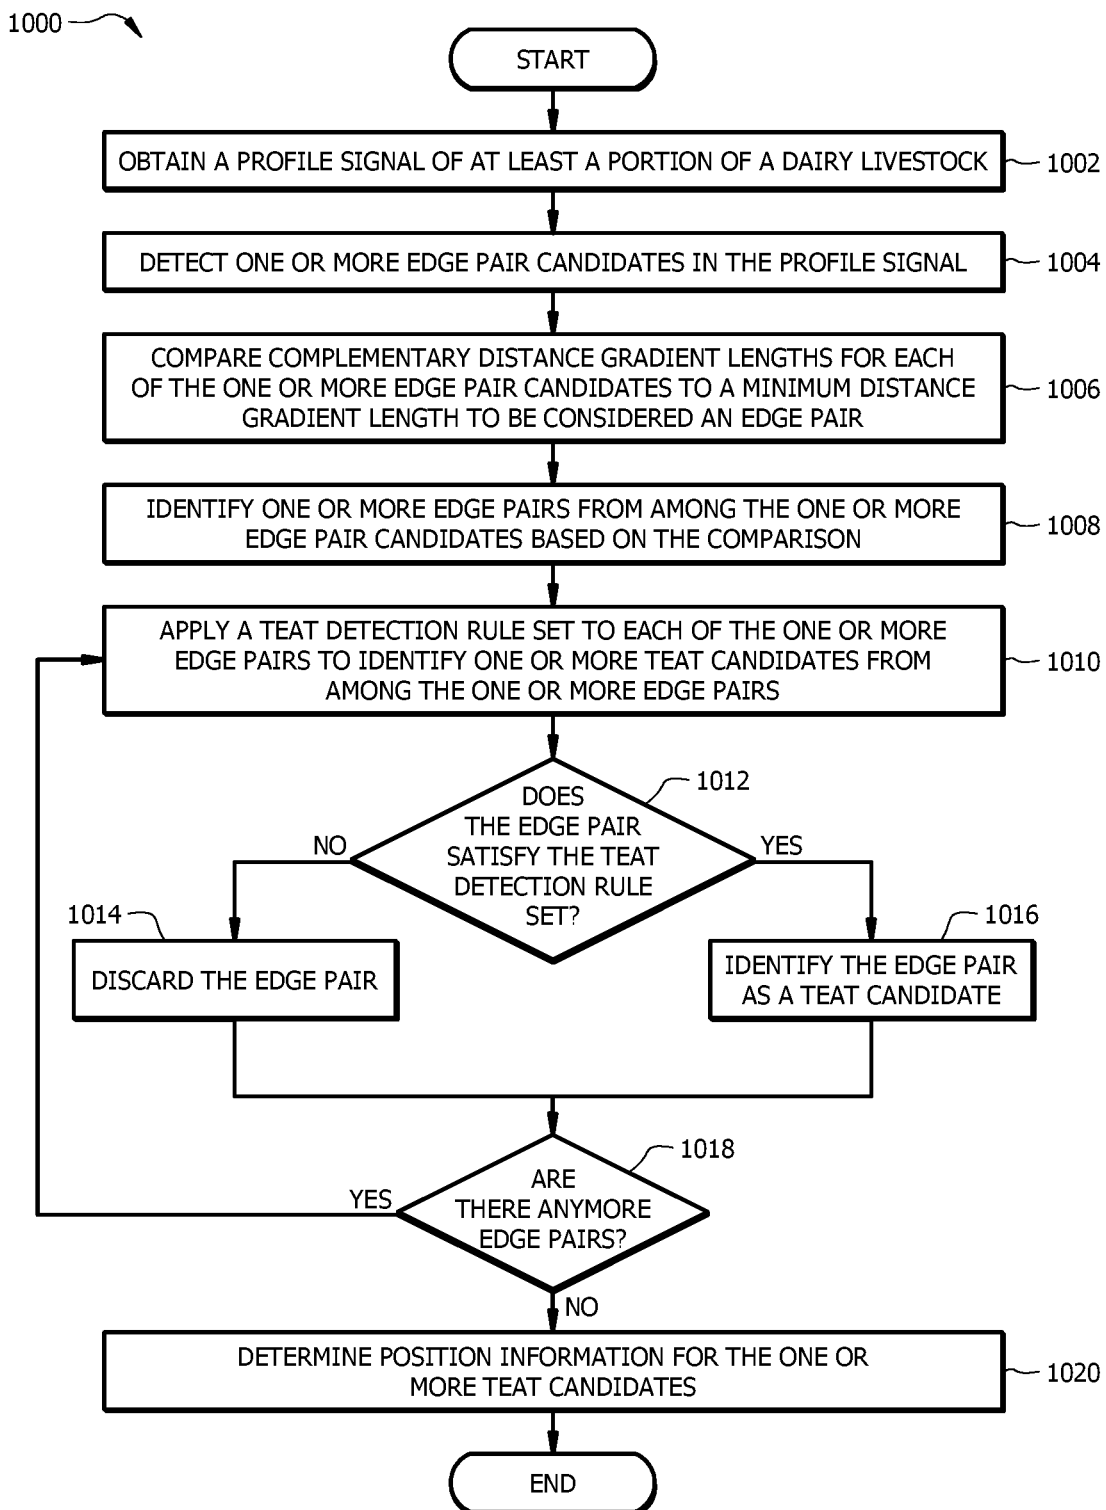 1000
START
OBTAIN A PROFILE SIGNAL OF AT LEAST A PORTION OF A DAIRY LIVESTOCK
1002
DETECT ONE OR MORE EDGE PAIR CANDIDATES IN THE PROFILE SIGNAL
1004
COMPARE COMPLEMENTARY DISTANCE GRADIENT LENGTHS FOR EACH
OF THE ONE OR MORE EDGE PAIR CANDIDATES TO A MINIMUM DISTANCE
GRADIENT LENGTH TO BE CONSIDERED AN EDGE PAIR
1006
IDENTIFY ONE OR MORE EDGE PAIRS FROM AMONG THE ONE OR MORE
EDGE PAIR CANDIDATES BASED ON THE COMPARISON
1008
APPLY A TEAT DETECTION RULE SET TO EACH OF THE ONE OR MORE
EDGE PAIRS TO IDENTIFY ONE OR MORE TEAT CANDIDATES FROM
AMONG THE ONE OR MORE EDGE PAIRS
1010
DOES
THE EDGE PAIR
SATISFY THE TEAT
DETECTION RULE
SET?
1012
NO
YES
1014
DISCARD THE EDGE PAIR
1016
IDENTIFY THE EDGE PAIR
AS A TEAT CANDIDATE
ARE
THERE ANYMORE
EDGE PAIRS?
1018
YES
NO
DETERMINE POSITION INFORMATION FOR THE ONE OR
MORE TEAT CANDIDATES
1020
END